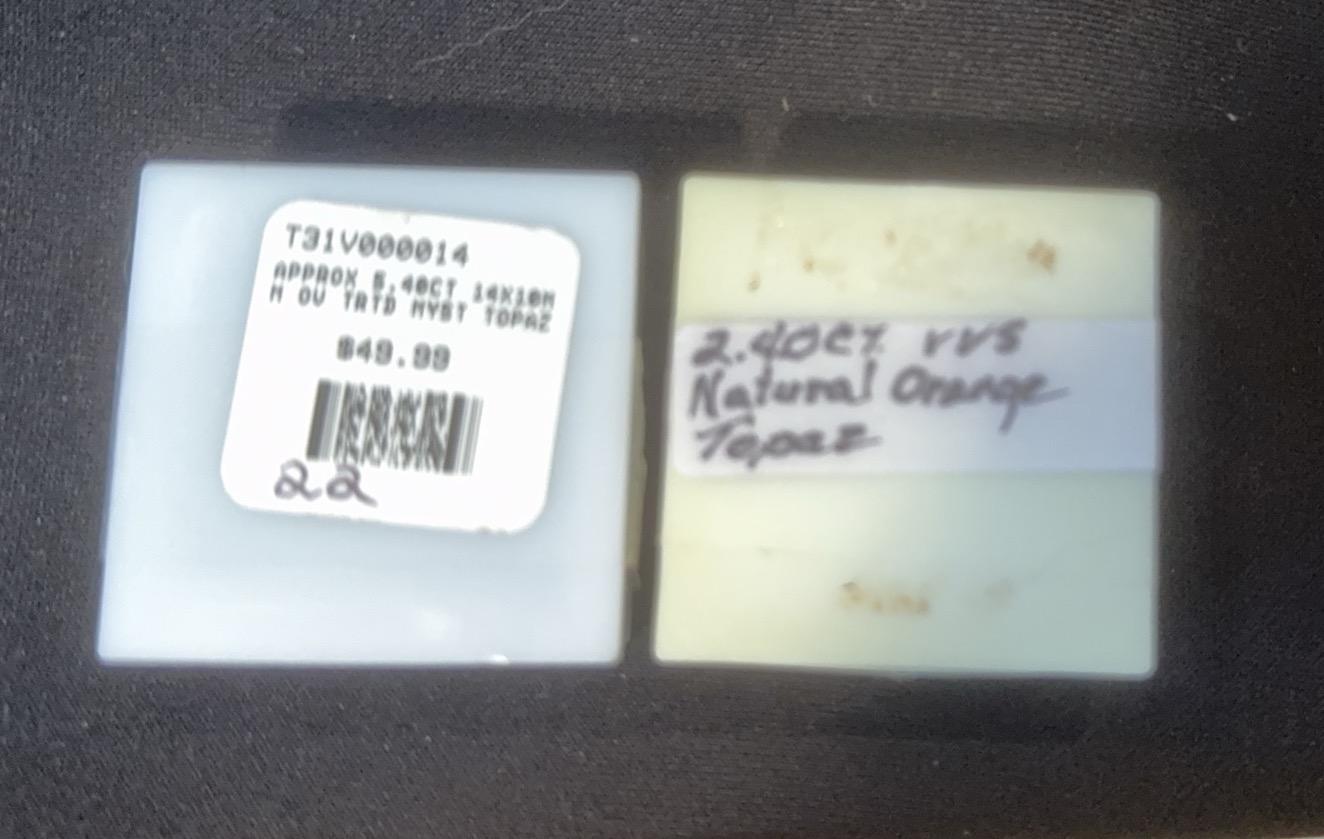 T31V000014
APPROX 5.40CT 14X10M
M OV TRTD MYST TOPAZ
$49.99
22
2.40ct VVS
Natural Orange
Topaz